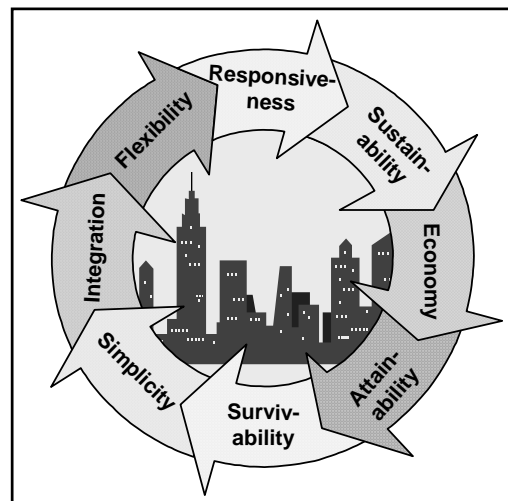 Responsive-
ness
Sustain-
ability
Economy
Attain-
ability
Surviv-
ability
Simplicity
Integration
Flexibility